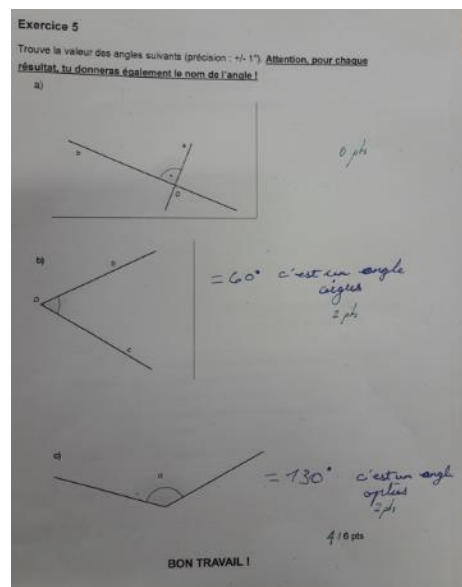 Exercice 5
Trouve la valeur des angles suivants (précision : +/- 1°). Attention, pour chaque
résultat, tu donneras également le nom de l'angle !
a)
0 pts
b)
= 60° c'est un angle
aigus
2 pts
c)
= 130° c'est un angle
optus
2 pts
4 / 6 pts
BON TRAVAIL !